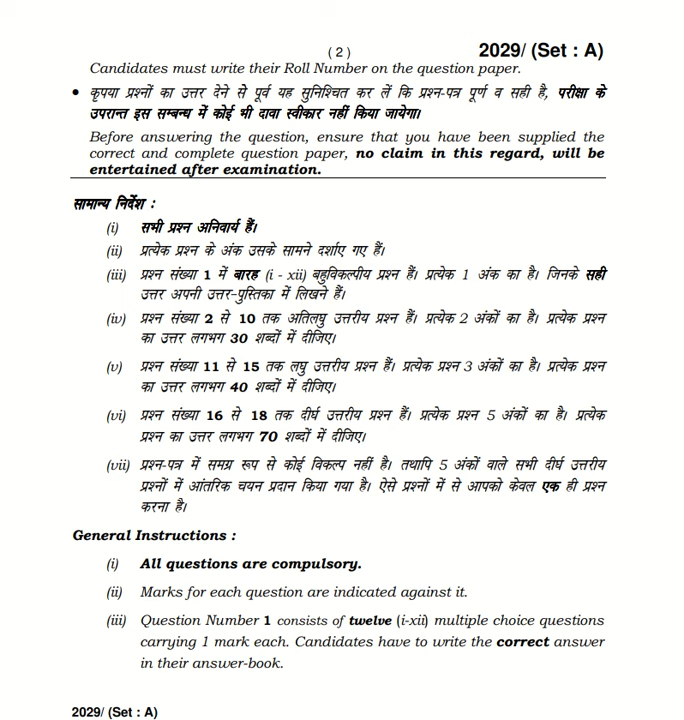 ( 2 ) 2029/ (Set : A)
Candidates must write their Roll Number on the question paper.
• कृपया प्रश्नों का उत्तर देने से पूर्व यह सुनिश्चित कर लें कि प्रश्न-पत्र पूर्ण व सही है, परीक्षा के
उपरान्त इस सम्बन्ध में कोई भी दावा स्वीकार नहीं किया जायेगा।
Before answering the question, ensure that you have been supplied the
correct and complete question paper, no claim in this regard, will be
entertained after examination.
सामान्य निर्देश :
(i) सभी प्रश्न अनिवार्य हैं।
(ii) प्रत्येक प्रश्न के अंक उसके सामने दर्शाए गए हैं।
(iii) प्रश्न संख्या 1 में बारह (i - xii) बहुविकल्पीय प्रश्न हैं। प्रत्येक 1 अंक का है। जिनके सही
उत्तर अपनी उत्तर-पुस्तिका में लिखने हैं।
(iv) प्रश्न संख्या 2 से 10 तक अतिलघु उत्तरीय प्रश्न हैं। प्रत्येक 2 अंकों का है। प्रत्येक प्रश्न
का उत्तर लगभग 30 शब्दों में दीजिए।
(v) प्रश्न संख्या 11 से 15 तक लघु उत्तरीय प्रश्न हैं। प्रत्येक प्रश्न 3 अंकों का है। प्रत्येक प्रश्न
का उत्तर लगभग 40 शब्दों में दीजिए।
(vi) प्रश्न संख्या 16 से 18 तक दीर्घ उत्तरीय प्रश्न हैं। प्रत्येक प्रश्न 5 अंकों का है। प्रत्येक
प्रश्न का उत्तर लगभग 70 शब्दों में दीजिए।
(vii) प्रश्न-पत्र में समग्र रूप से कोई विकल्प नहीं है। तथापि 5 अंकों वाले सभी दीर्घ उत्तरीय
प्रश्नों में आंतरिक चयन प्रदान किया गया है। ऐसे प्रश्नों में से आपको केवल एक ही प्रश्न
करना है।
General Instructions :
(i) All questions are compulsory.
(ii) Marks for each question are indicated against it.
(iii) Question Number 1 consists of twelve (i-xii) multiple choice questions
carrying 1 mark each. Candidates have to write the correct answer
in their answer-book.
2029/ (Set : A)